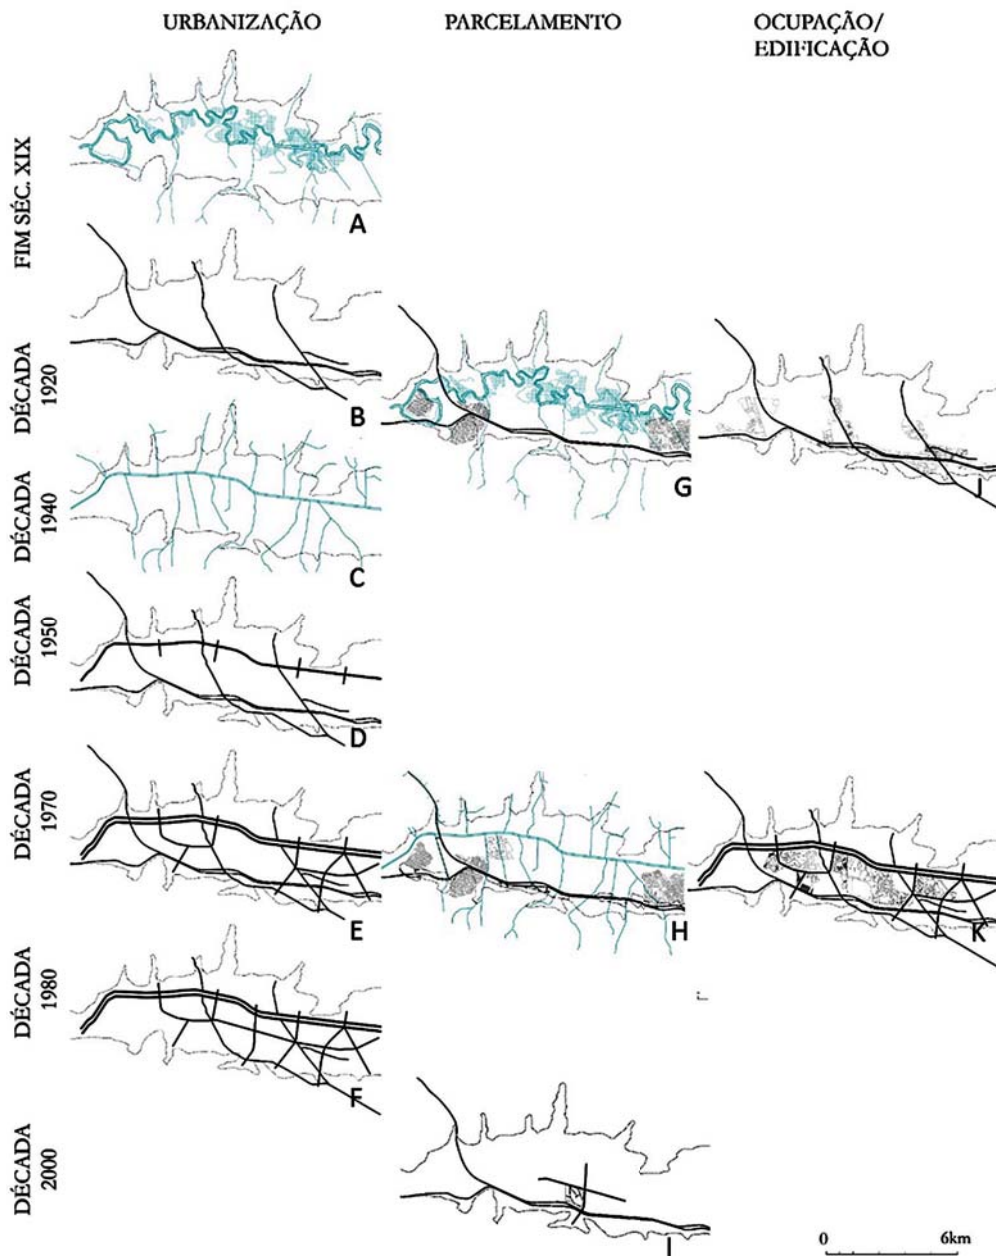 URBANIZAÇÃO
PARCELAMENTO
OCUPAÇÃO/
EDIFICAÇÃO
FIM SÉC. XIX
A
DÉCADA
1920
B
G
J
DÉCADA
1940
C
DÉCADA
1950
D
DÉCADA
1970
E
H
K
DÉCADA
1980
F
DÉCADA
2000
I
0
6km